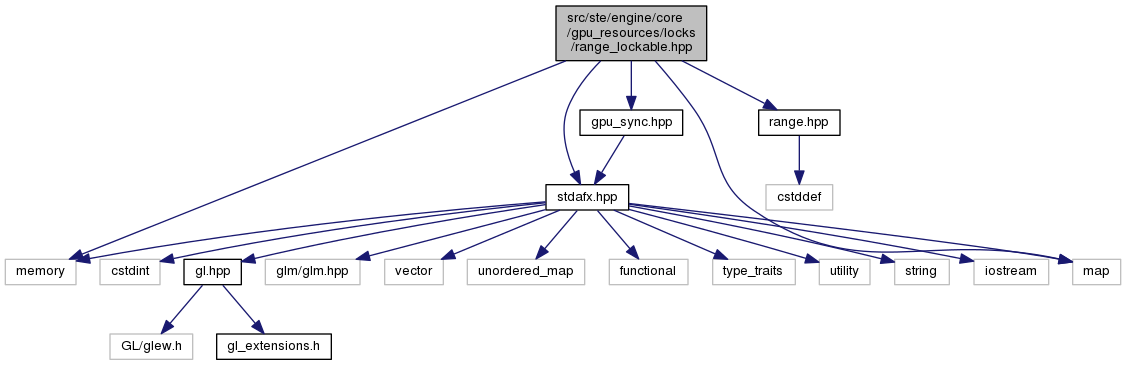 src/ste/engine/core
/gpu_resources/locks
/range_lockable.hpp
gpu_sync.hpp
range.hpp
stdafx.hpp
cstddef
memory
cstdint
gl.hpp
glm/glm.hpp
vector
unordered_map
functional
type_traits
utility
string
iostream
map
GL/glew.h
gl_extensions.h